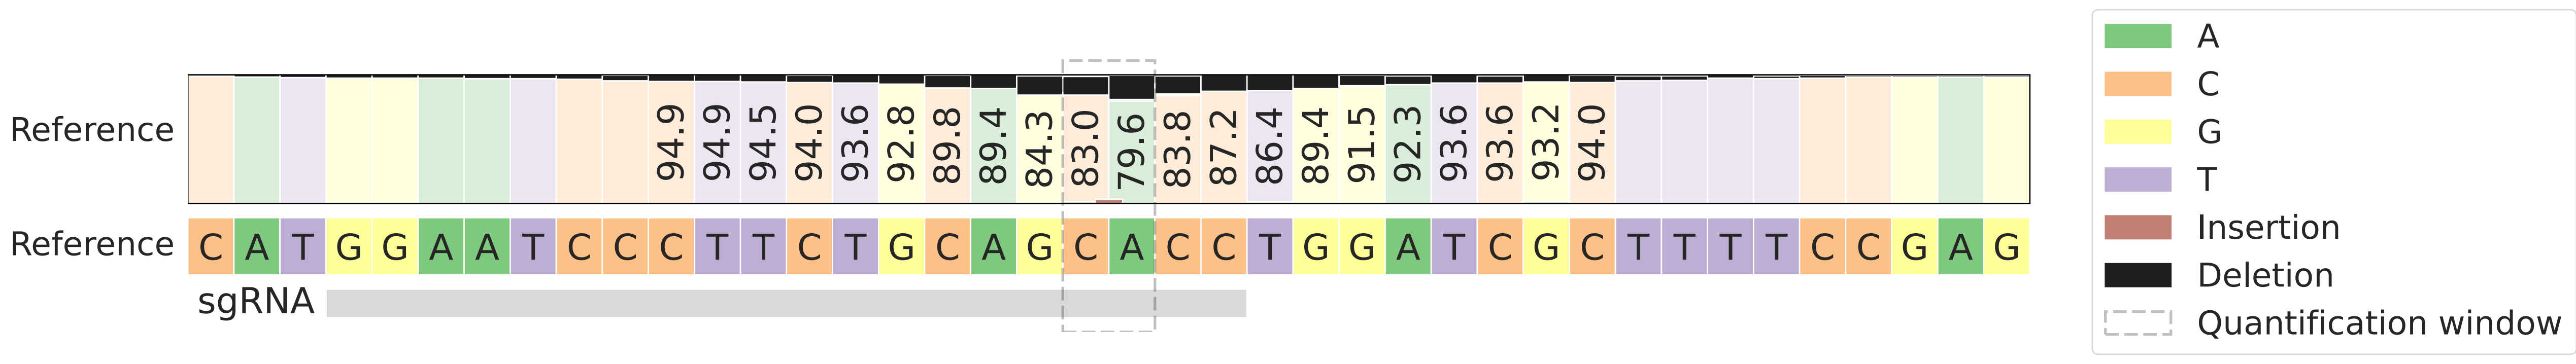 Reference 94.9 94.9 94.5 94.0 93.6 92.8 89.8 89.4 84.3 83.0 79.6 83.8 87.2 86.4 89.4 91.5 92.3 93.6 93.6 93.2 94.0
Reference C A T G G A A T C C C T T C T G C A G C A C C T G G A T C G C T T T T C C G A G
sgRNA
A
C
G
T
Insertion
Deletion
Quantification window